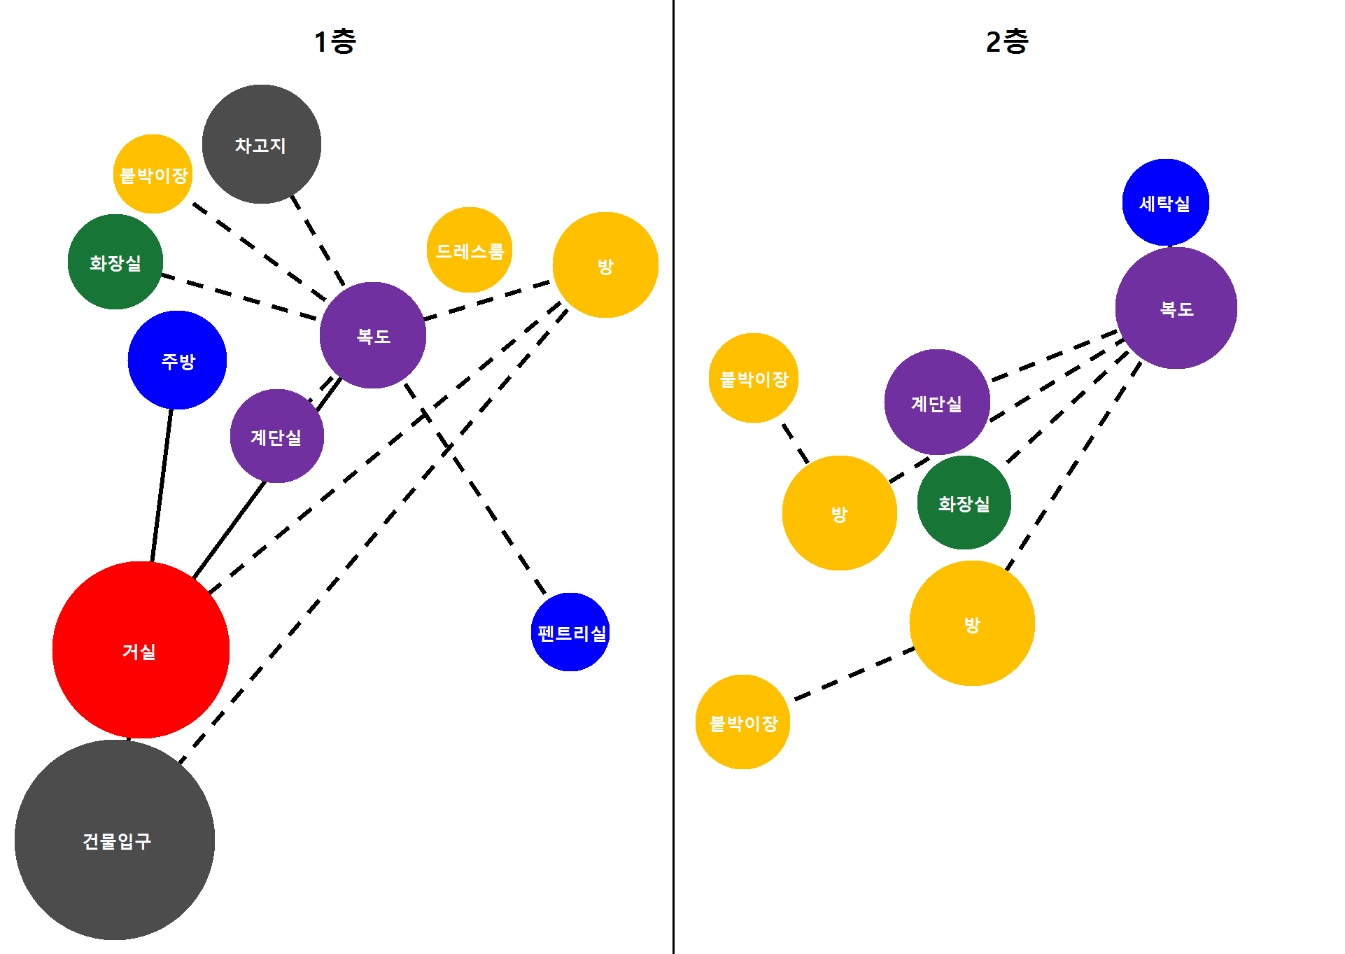 1층
차고지
붙박이장
화장실
드레스룸
방
복도
주방
계단실
펜트리실
거실
건물입구
2층
세탁실
복도
붙박이장
계단실
방
화장실
방
붙박이장